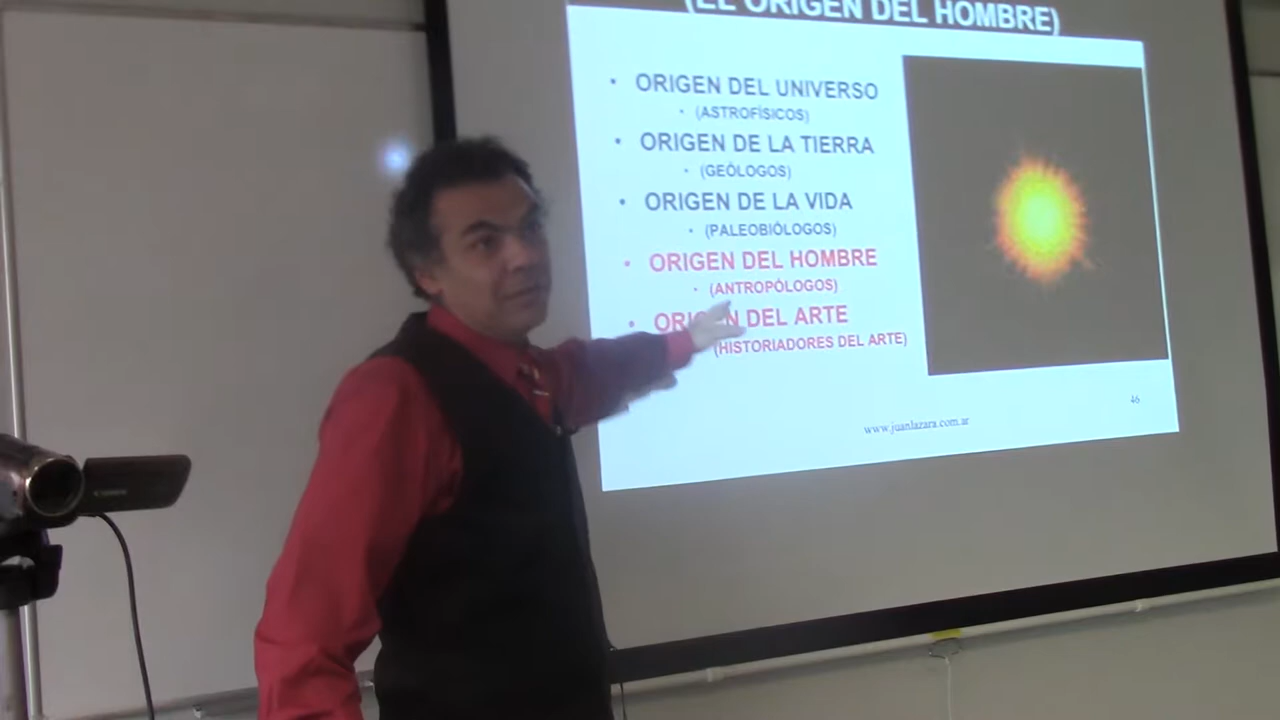 (EL ORIGEN DEL HOMBRE)
• ORIGEN DEL UNIVERSO
• (ASTROFÍSICOS)
• ORIGEN DE LA TIERRA
• (GEÓLOGOS)
• ORIGEN DE LA VIDA
• (PALEOBIÓLOGOS)
• ORIGEN DEL HOMBRE
• (ANTROPÓLOGOS)
• ORIGEN DEL ARTE
(HISTORIADORES DEL ARTE)
46
www.juanlazara.com.ar